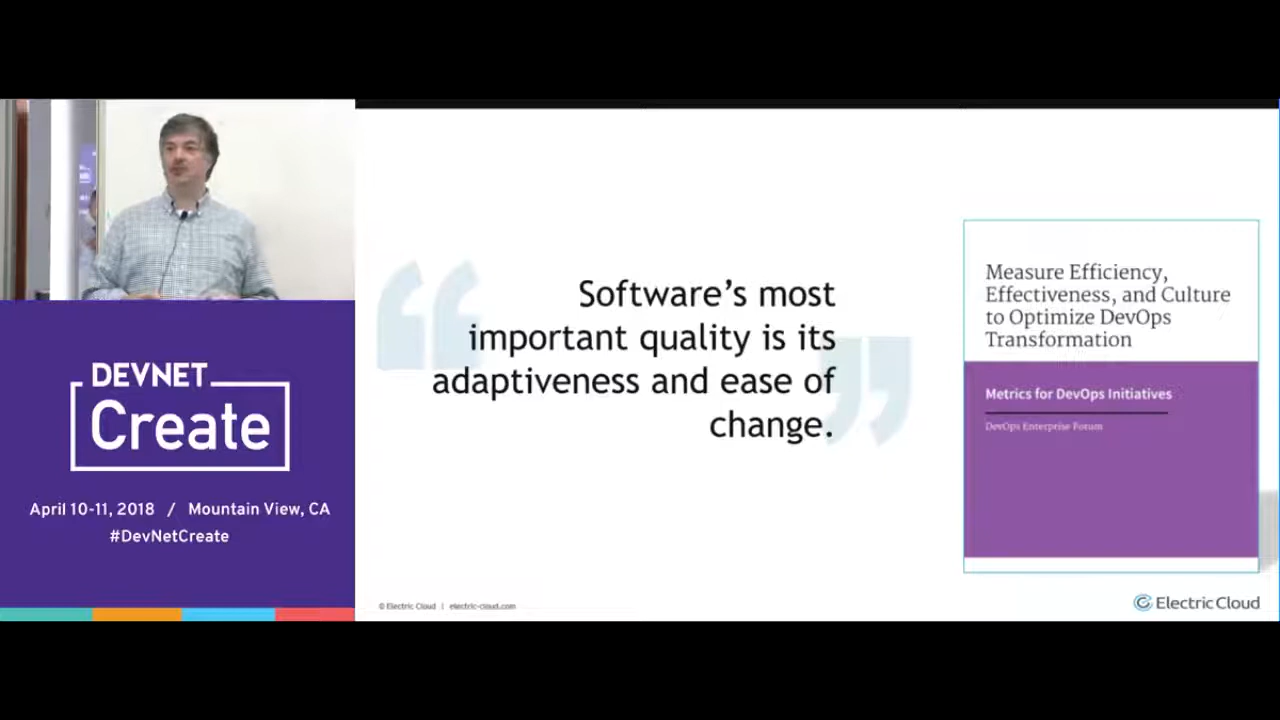 DEVNET
Create
April 10-11, 2018 / Mountain View, CA
#DevNetCreate
Software’s most
important quality is its
adaptiveness and ease of
change.
Measure Efficiency,
Effectiveness, and Culture
to Optimize DevOps
Transformation
Metrics for DevOps Initiatives
DevOps Enterprise Forum
© Electric Cloud | electric-cloud.com
Electric Cloud